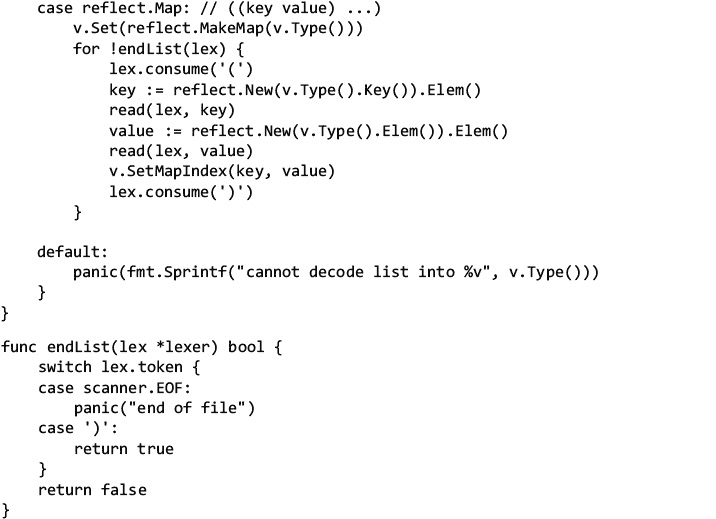 case reflect.Map: // ((key value) ...)
v.Set(reflect.MakeMap(v.Type()))
for !endList(lex) {
lex.consume('(')
key := reflect.New(v.Type().Key()).Elem()
read(lex, key)
value := reflect.New(v.Type().Elem()).Elem()
read(lex, value)
v.SetMapIndex(key, value)
lex.consume(')')
}
default:
panic(fmt.Sprintf("cannot decode list into %v", v.Type()))
}
}
func endList(lex *lexer) bool {
switch lex.token {
case scanner.EOF:
panic("end of file")
case ')':
return true
}
return false
}